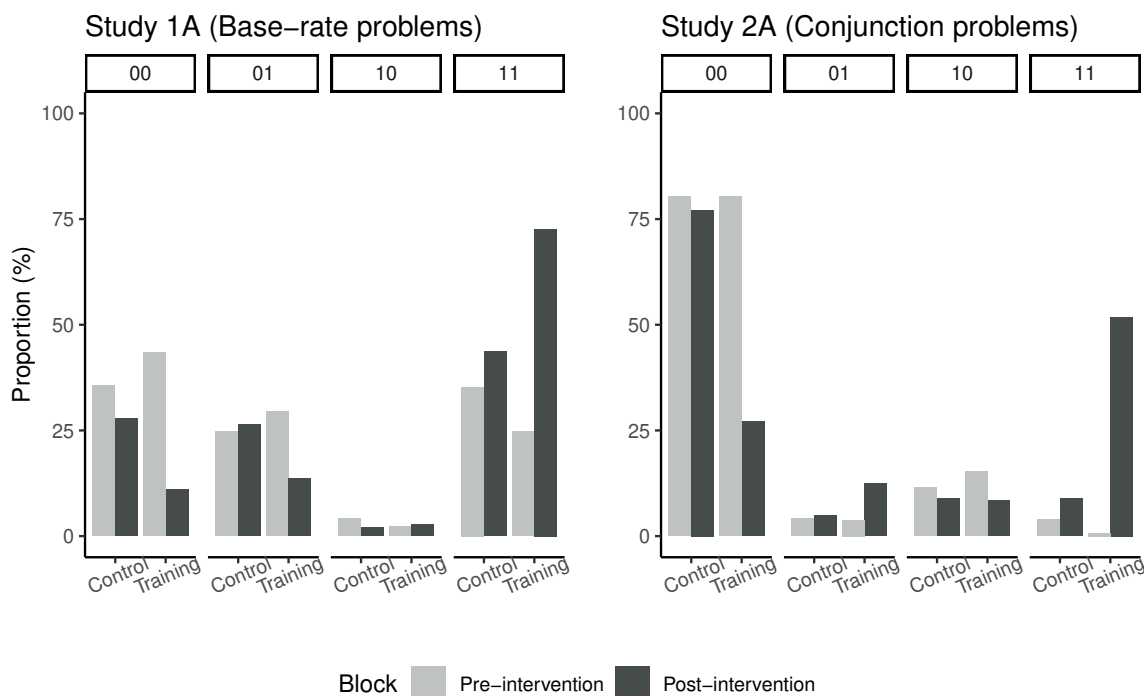 Study 1A (Base−rate problems)
Study 2A (Conjunction problems)
00 01 10 11
00 01 10 11
Proportion (%)
100
75
50
25
0
100
75
50
25
0
Control Training Control Training Control Training Control Training
Control Training Control Training Control Training Control Training
Block Pre−intervention Post−intervention